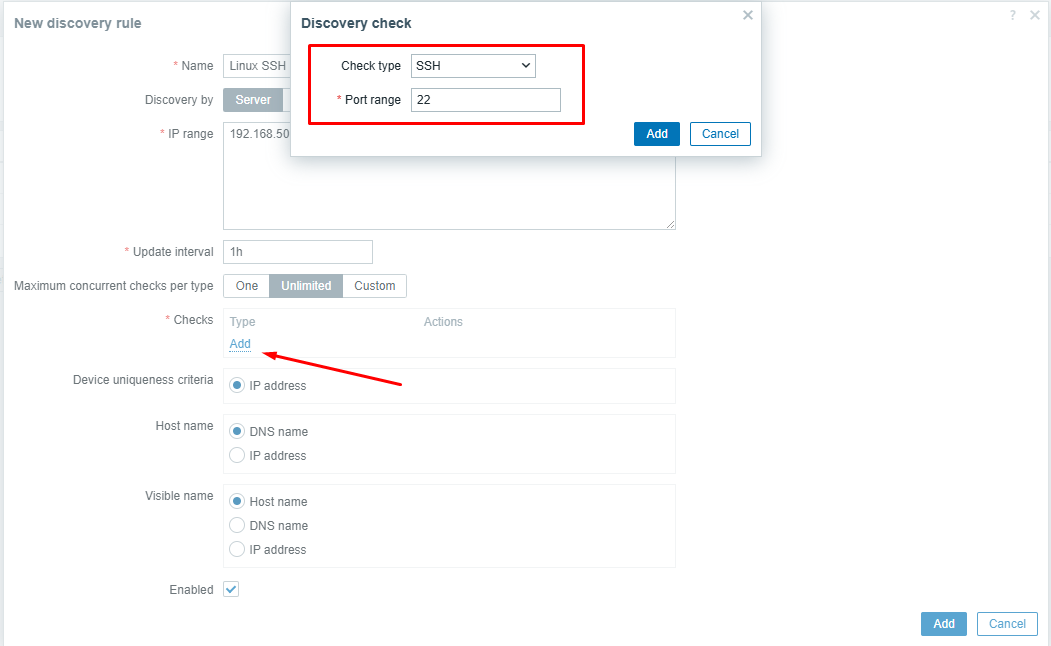 New discovery rule
Discovery check
? ×
* Name Linux SSH
Check type SSH
Discovery by Server
* Port range 22
* IP range 192.168.50
Add Cancel
* Update interval 1h
Maximum concurrent checks per type One Unlimited Custom
* Checks Type Actions
Add
Device uniqueness criteria IP address
Host name DNS name
IP address
Visible name Host name
DNS name
IP address
Enabled
Add Cancel